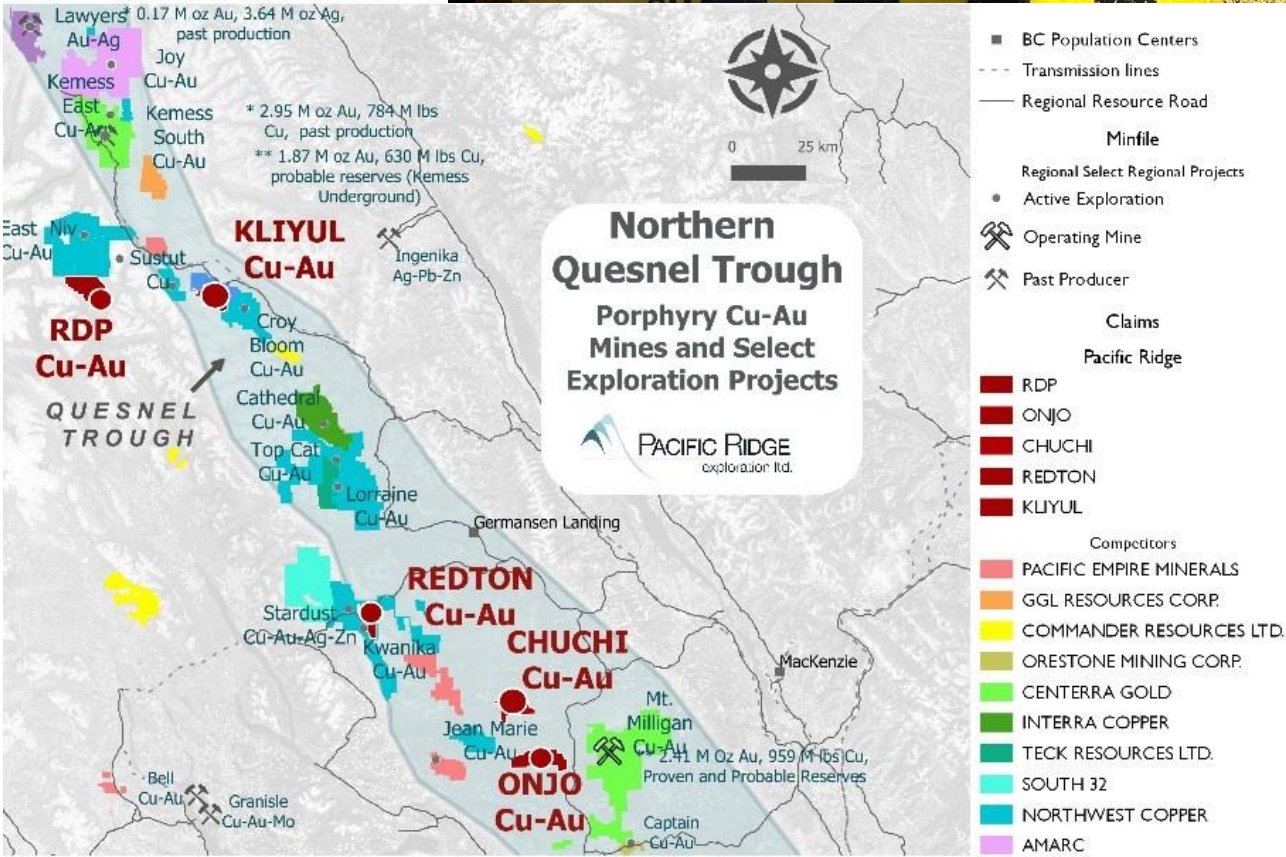 Lawyers
Au-Ag
* 0.17 M oz Au, 3.64 M oz Ag,
past production
Joy
Cu-Au
Kemess
East
Cu-Au
Kemess
South
Cu-Au
* 2.95 M oz Au, 784 M lbs
Cu, past production
** 1.87 M oz Au, 630 M lbs Cu,
probable reserves (Kemess
Underground)
0 25 km
East Niv
Cu-Au
Sustut
Cu
KLIYUL
Cu-Au
Ingenika
Ag-Pb-Zn
RDP
Cu-Au
Croy
Bloom
Cu-Au
QUESNEL
TROUGH
Cathedral
Cu-Au
Top Cat
Cu-Au
Lorraine
Cu-Au
Northern
Quesnel Trough
Porphyry Cu-Au
Mines and Select
Exploration Projects
PACIFIC RIDGE
exploration ltd.
Germansen Landing
REDTON
Cu-Au
Stardust
Cu-Au-Ag-Zn
Kwanika
Cu-Au
CHUCHI
Cu-Au
MacKenzie
Mt.
Milligan
Cu-Au
** 2.41 M Oz Au, 959 M lbs Cu,
Proven and Probable Reserves
Jean Marie
Cu-Au
ONJO
Cu-Au
Bell
Cu-Au
Granisle
Cu-Au-Mo
Captain
Cu-Au
BC Population Centers
Transmission lines
Regional Resource Road
Minfile
Regional Select Regional Projects
Active Exploration
Operating Mine
Past Producer
Claims
Pacific Ridge
RDP
ONJO
CHUCHI
REDTON
KLIYUL
Competitors
PACIFIC EMPIRE MINERALS
GGL RESOURCES CORP.
COMMANDER RESOURCES LTD.
ORESTONE MINING CORP.
CENTERRA GOLD
INTERRA COPPER
TECK RESOURCES LTD.
SOUTH 32
NORTHWEST COPPER
AMARC